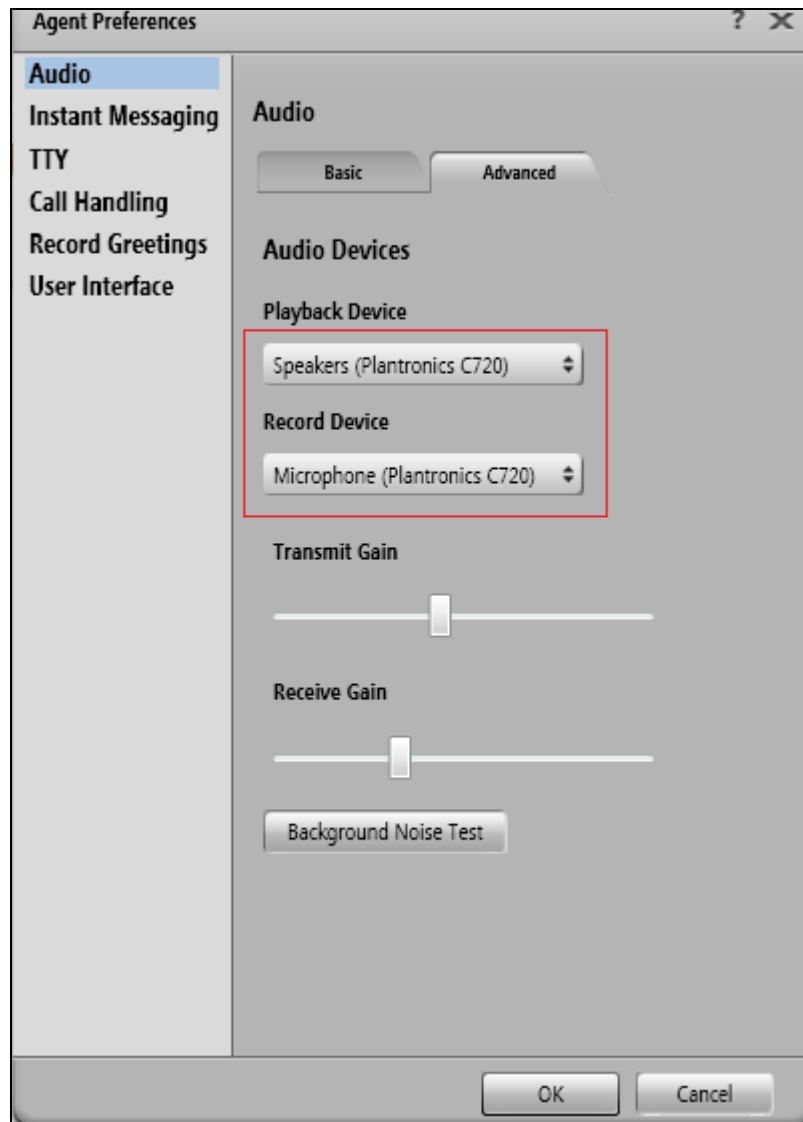 Agent Preferences ? ✕
Audio
Instant Messaging
TTY
Call Handling
Record Greetings
User Interface
Audio
Basic Advanced
Audio Devices
Playback Device
Speakers (Plantronics C720)
Record Device
Microphone (Plantronics C720)
Transmit Gain
Receive Gain
Background Noise Test
OK Cancel